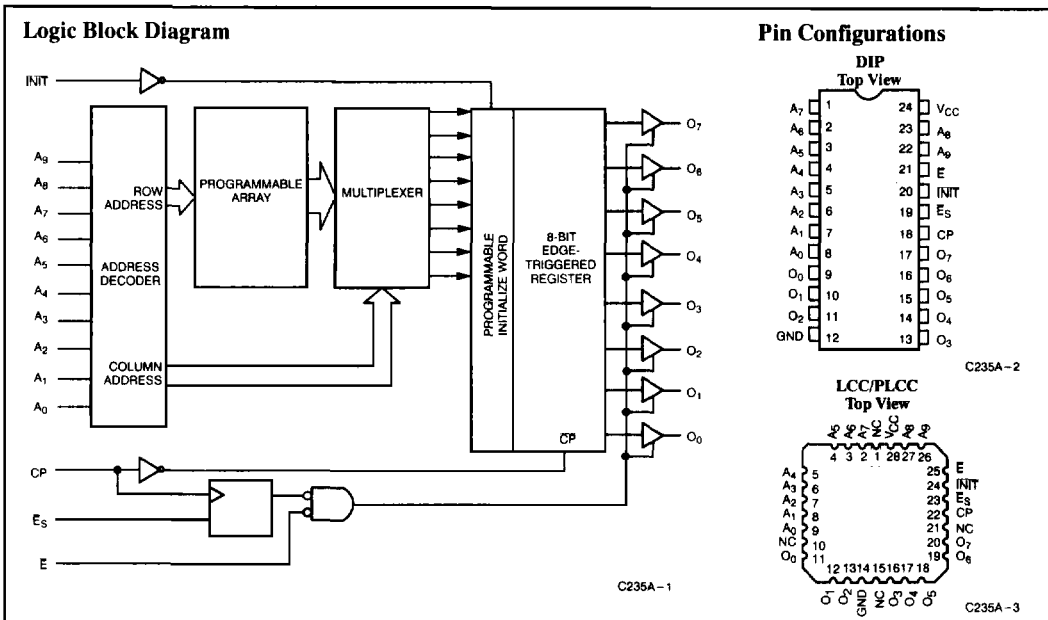 Logic Block Diagram
INIT
A9
A8
A7
A6
A5
A4
A3
A2
A1
A0
ROW
ADDRESS
ADDRESS
DECODER
COLUMN
ADDRESS
PROGRAMMABLE
ARRAY
MULTIPLEXER
PROGRAMMABLE
INITIALIZE WORD
8-BIT
EDGE-
TRIGGERED
REGISTER
CP
O7
O6
O5
O4
O3
O2
O1
O0
CP
E̅S
E̅
C235A-1
Pin Configurations
DIP
Top View
A7 1 24 VCC
A6 2 23 A8
A5 3 22 A9
A4 4 21 E̅
A3 5 20 I̅N̅I̅T̅
A2 6 19 E̅S
A1 7 18 CP
A0 8 17 O7
O0 9 16 O6
O1 10 15 O5
O2 11 14 O4
GND 12 13 O3
C235A-2
LCC/PLCC
Top View
A5 A6 A7 NC VCC A8 A9
4 3 2 1 28 27 26
A4 5 25 E̅
A3 6 24 I̅N̅I̅T̅
A2 7 23 E̅S
A1 8 22 CP
A0 9 21 NC
NC 10 20 O7
O0 11 19 O6
12 13 14 15 16 17 18
O1 O2 GND NC O3 O4 O5
C235A-3